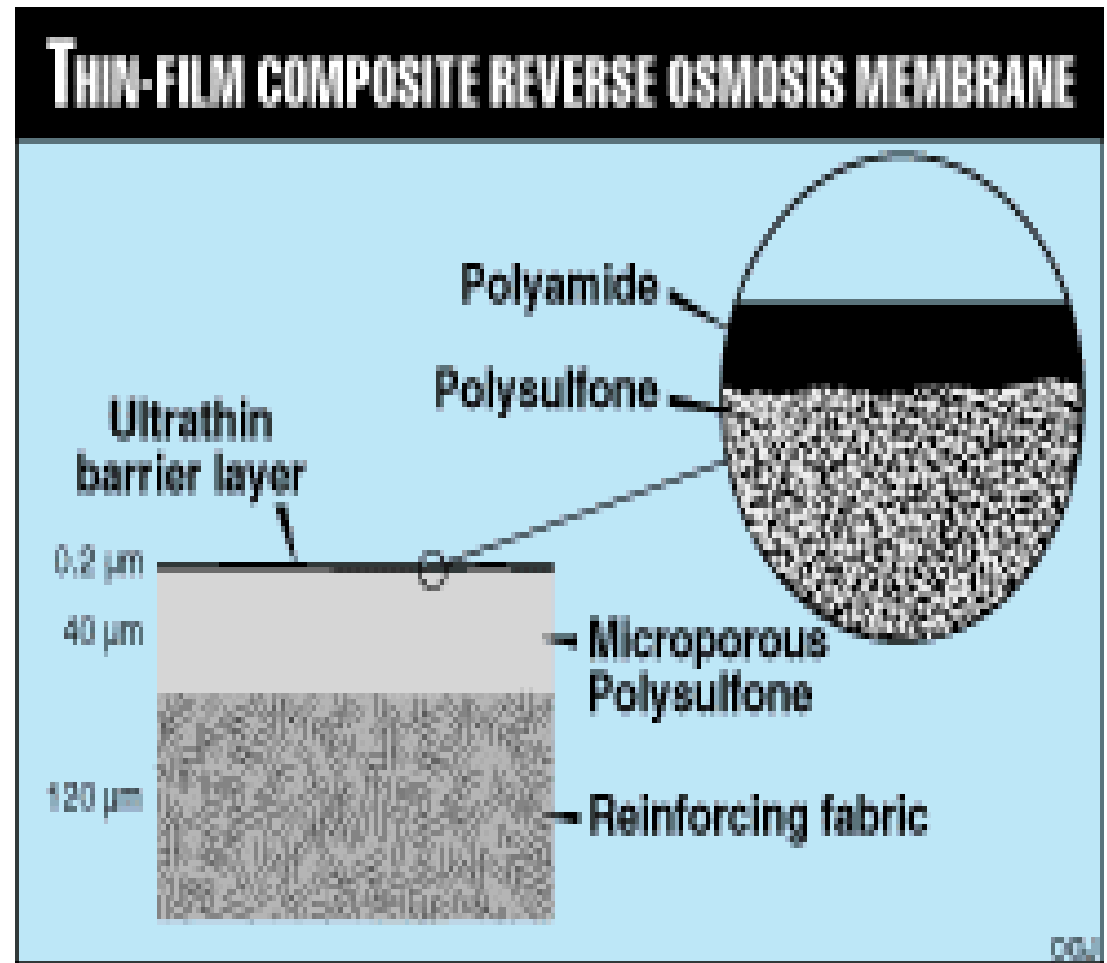 THIN-FILM COMPOSITE REVERSE OSMOSIS MEMBRANE
Polyamide
Polysulfone
Ultrathin
barrier layer
0.2 µm
40 µm
Microporous
Polysulfone
120 µm
Reinforcing fabric
OGJ